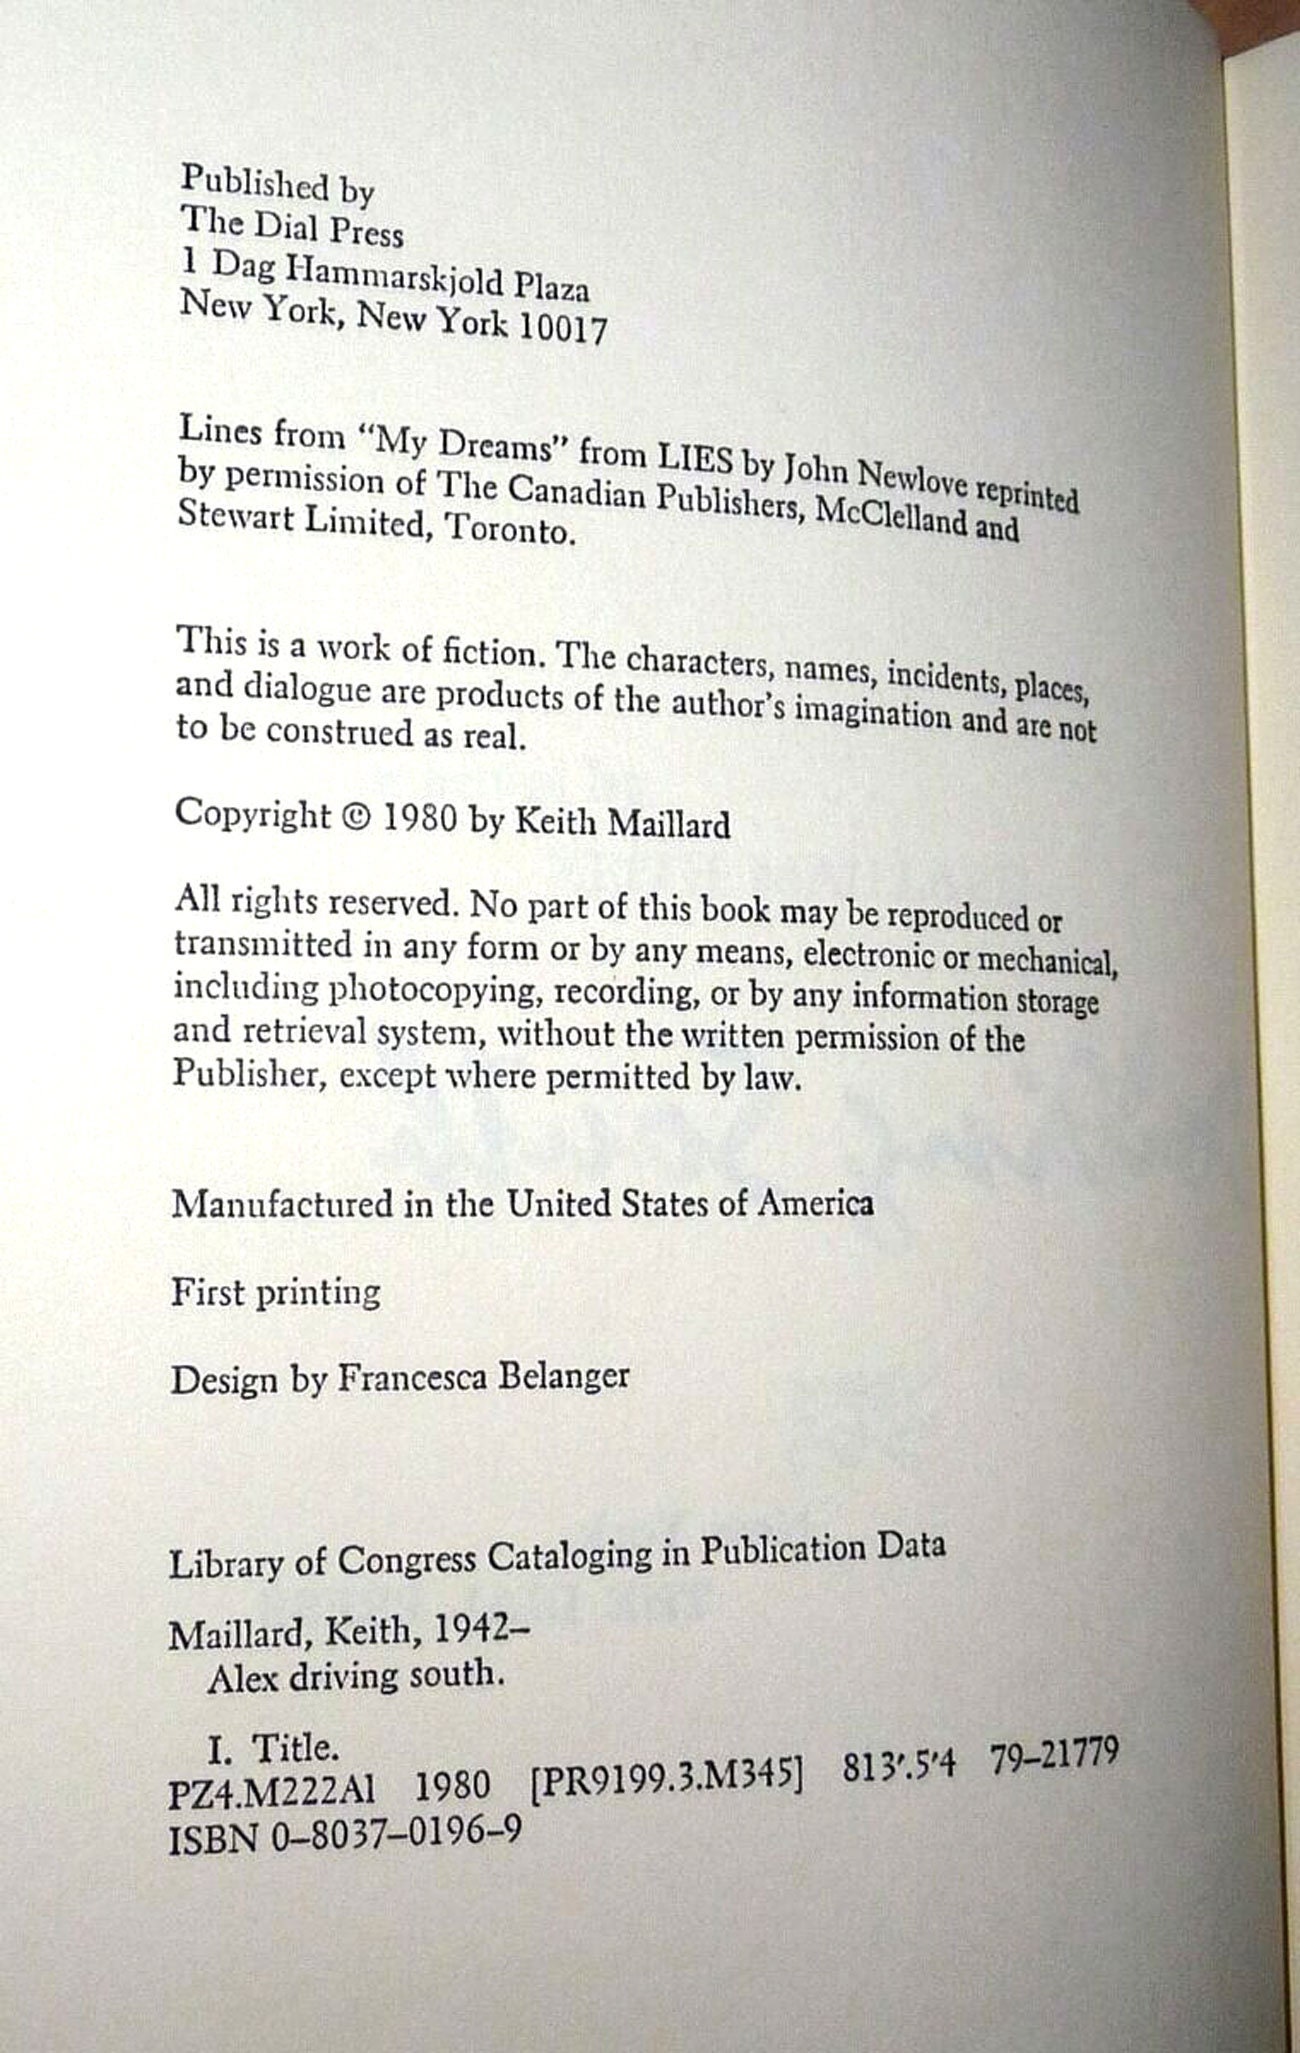 Published by
The Dial Press
1 Dag Hammarskjold Plaza
New York, New York 10017
Lines from “My Dreams” from LIES by John Newlove reprinted
by permission of The Canadian Publishers, McClelland and
Stewart Limited, Toronto.
This is a work of fiction. The characters, names, incidents, places,
and dialogue are products of the author’s imagination and are not
to be construed as real.
Copyright © 1980 by Keith Maillard
All rights reserved. No part of this book may be reproduced or
transmitted in any form or by any means, electronic or mechanical,
including photocopying, recording, or by any information storage
and retrieval system, without the written permission of the
Publisher, except where permitted by law.
Manufactured in the United States of America
First printing
Design by Francesca Belanger
Library of Congress Cataloging in Publication Data
Maillard, Keith, 1942–
Alex driving south.
I. Title.
PZ4.M222Al 1980 [PR9199.3.M345] 813′.5′4 79–21779
ISBN 0–8037–0196–9